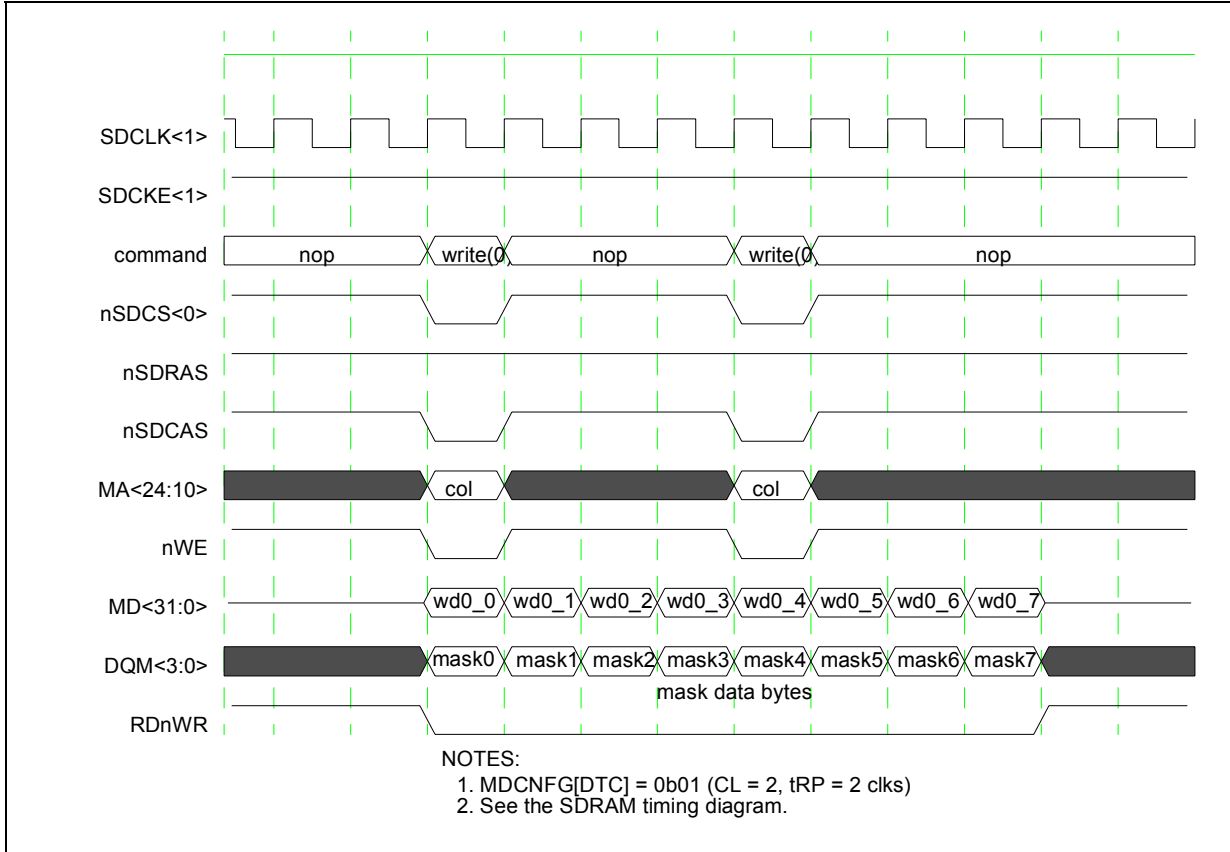 SDCLK<1>
SDCKE<1>
command nop write(0) nop write(0) nop
nSDCS<0>
nSDRAS
nSDCAS
MA<24:10> col col
nWE
MD<31:0> wd0_0 wd0_1 wd0_2 wd0_3 wd0_4 wd0_5 wd0_6 wd0_7
DQM<3:0> mask0 mask1 mask2 mask3 mask4 mask5 mask6 mask7
mask data bytes
RDnWR
NOTES:
1. MDCNFG[DTC] = 0b01 (CL = 2, tRP = 2 clks)
2. See the SDRAM timing diagram.